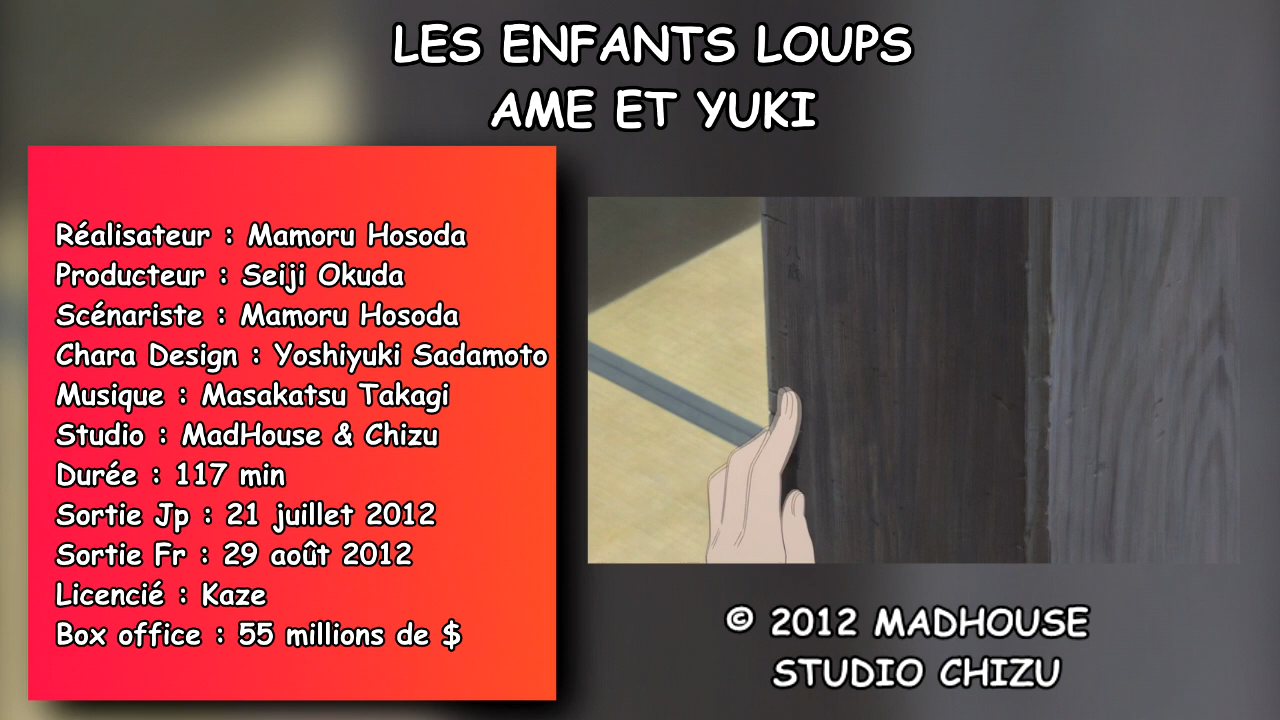 LES ENFANTS LOUPS
AME ET YUKI
Réalisateur : Mamoru Hosoda
Producteur : Seiji Okuda
Scénariste : Mamoru Hosoda
Chara Design : Yoshiyuki Sadamoto
Musique : Masakatsu Takagi
Studio : MadHouse & Chizu
Durée : 117 min
Sortie Jp : 21 juillet 2012
Sortie Fr : 29 août 2012
Licencié : Kaze
Box office : 55 millions de $
© 2012 MADHOUSE
STUDIO CHIZU